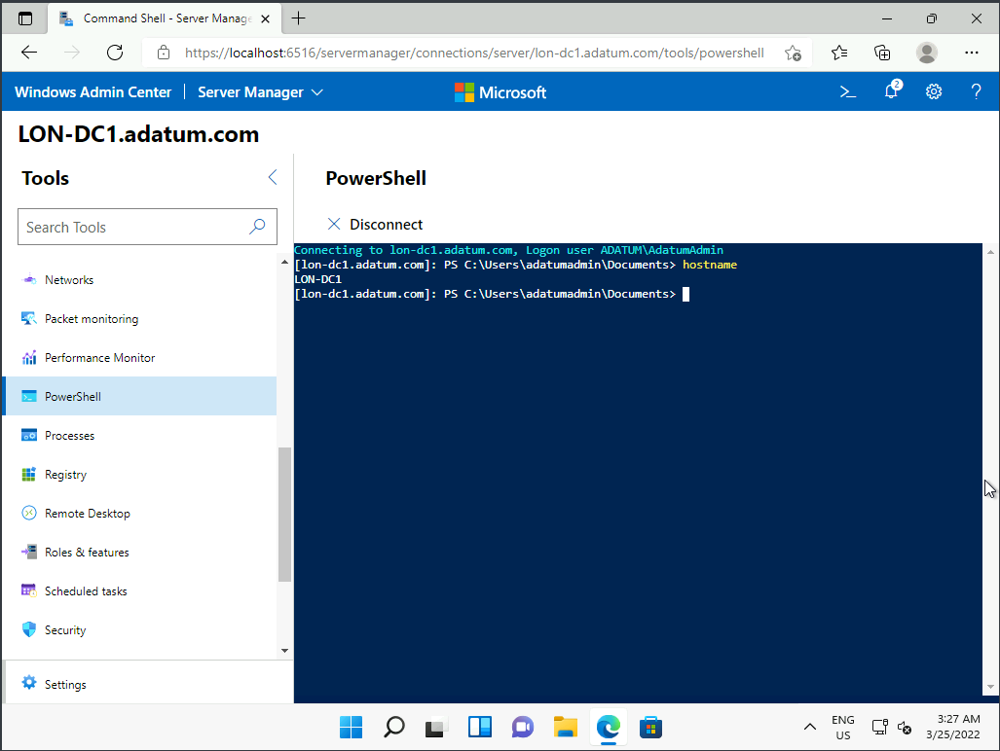 Command Shell - Server Manage
https://localhost:6516/servermanager/connections/server/lon-dc1.adatum.com/tools/powershell
Windows Admin Center
Server Manager
Microsoft
2
LON-DC1.adatum.com
Tools
Search Tools
Networks
Packet monitoring
Performance Monitor
PowerShell
Processes
Registry
Remote Desktop
Roles & features
Scheduled tasks
Security
Settings
PowerShell
Disconnect
Connecting to lon-dc1.adatum.com, Logon user ADATUM\AdatumAdmin
[lon-dc1.adatum.com]: PS C:\Users\adatumadmin\Documents> hostname
LON-DC1
[lon-dc1.adatum.com]: PS C:\Users\adatumadmin\Documents>
ENG
US
3:27 AM
3/25/2022